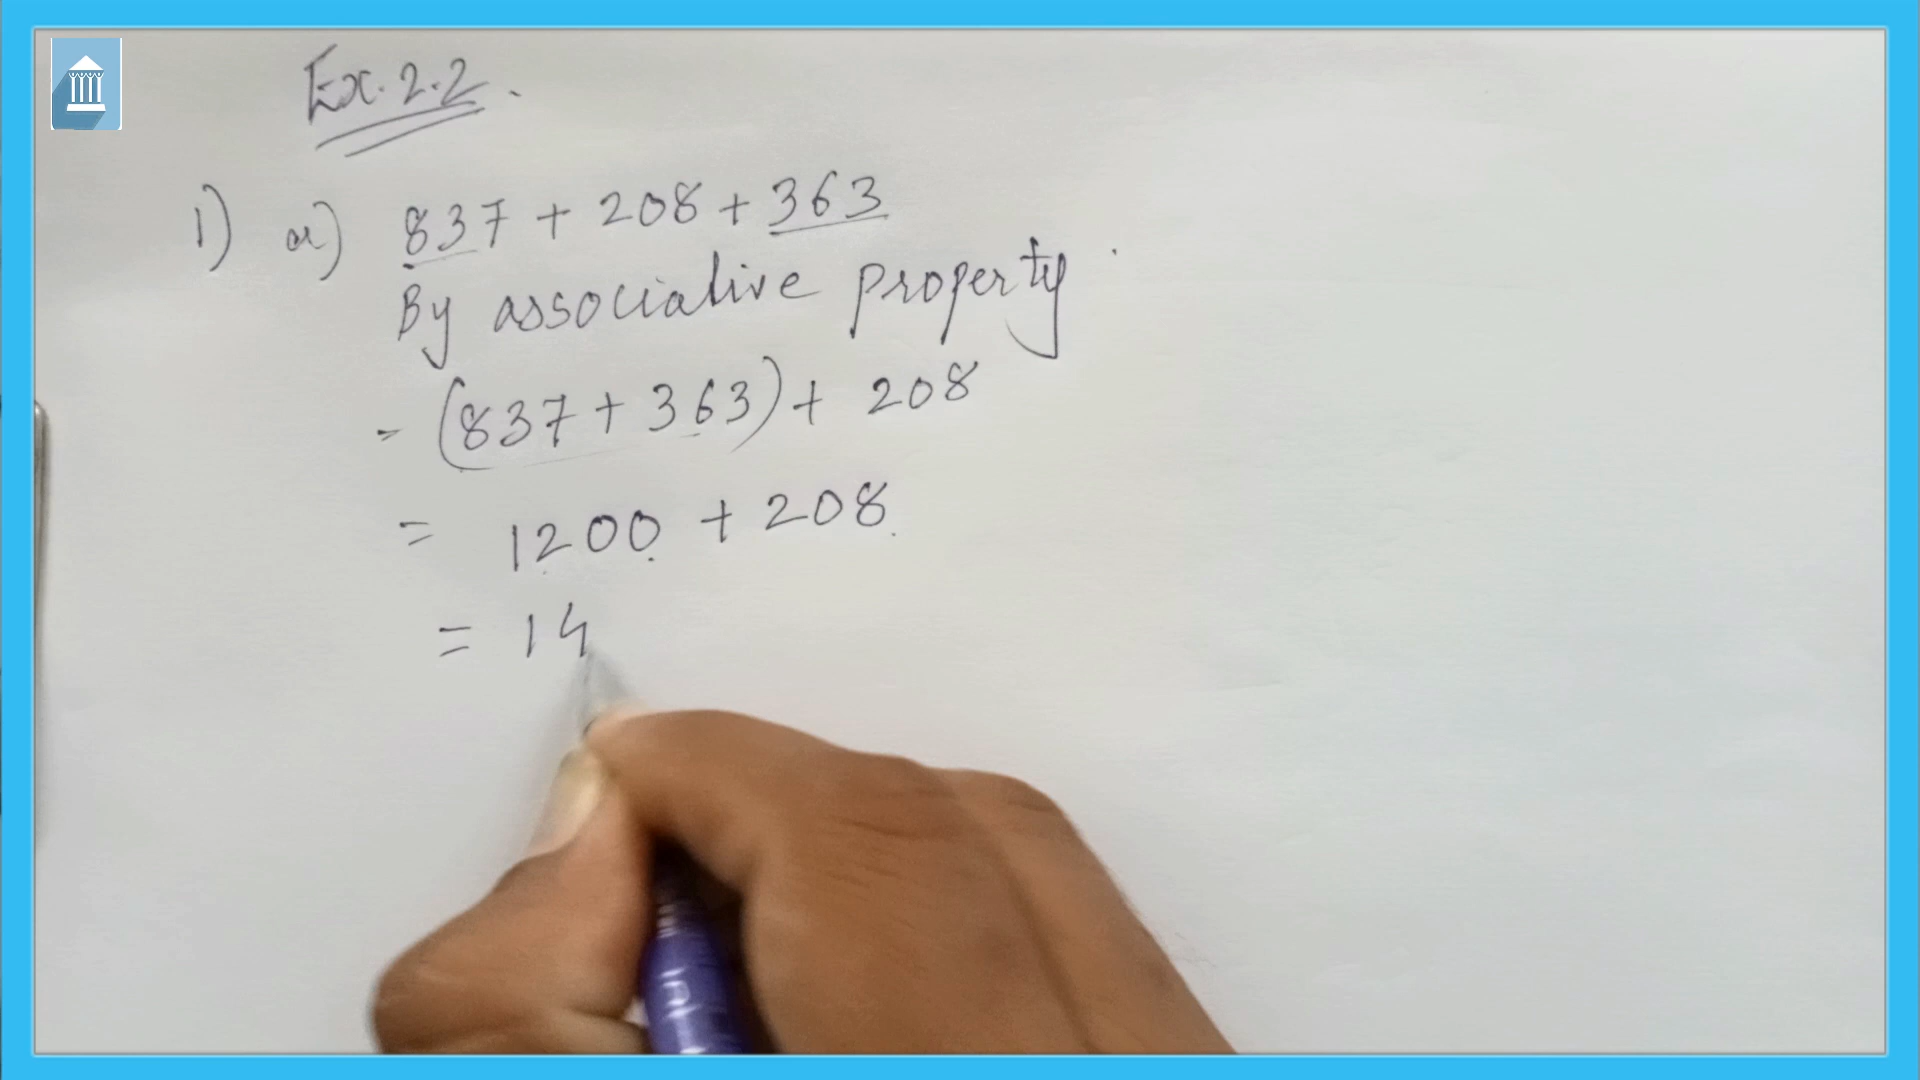 Ex. 2.2.
1) a) 837 + 208 + 363
By associative property.
= (837 + 363) + 208
= 1200 + 208
= 14